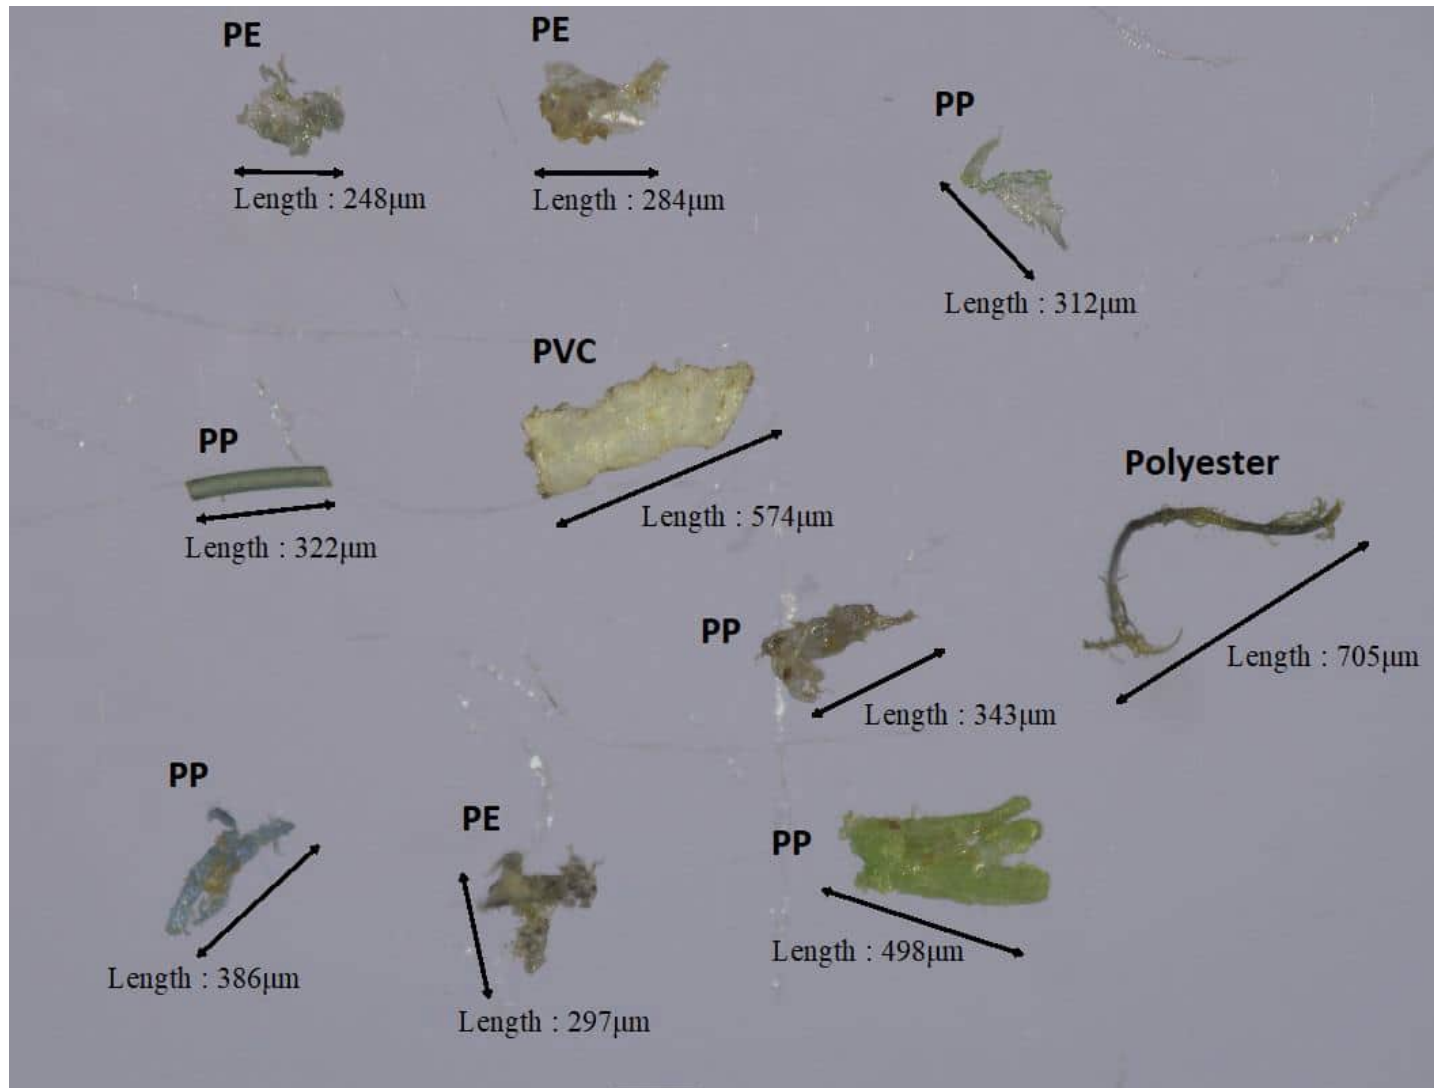 PE
Length : 248μm
PE
Length : 284μm
PP
Length : 312μm
PVC
Length : 574μm
PP
Length : 322μm
Polyester
Length : 705μm
PP
Length : 343μm
PP
Length : 386μm
PE
Length : 297μm
PP
Length : 498μm